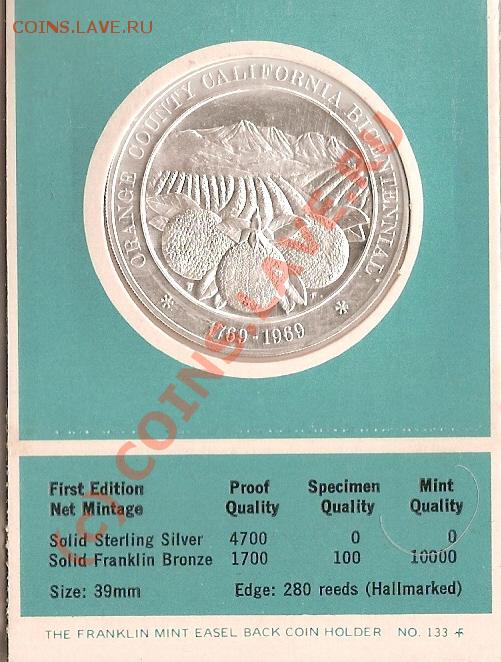 COINS.LAVE.RU
ORANGE COUNTY CALIFORNIA BICENTENNIAL
* 1769-1969 *
First Edition Net Mintage Proof Quality Specimen Quality Mint Quality
Solid Sterling Silver 4700 0 0
Solid Franklin Bronze 1700 100 10000
Size: 39mm Edge: 280 reeds (Hallmarked)
THE FRANKLIN MINT EASEL BACK COIN HOLDER NO. 133
(C) COINS.LAVE.RU